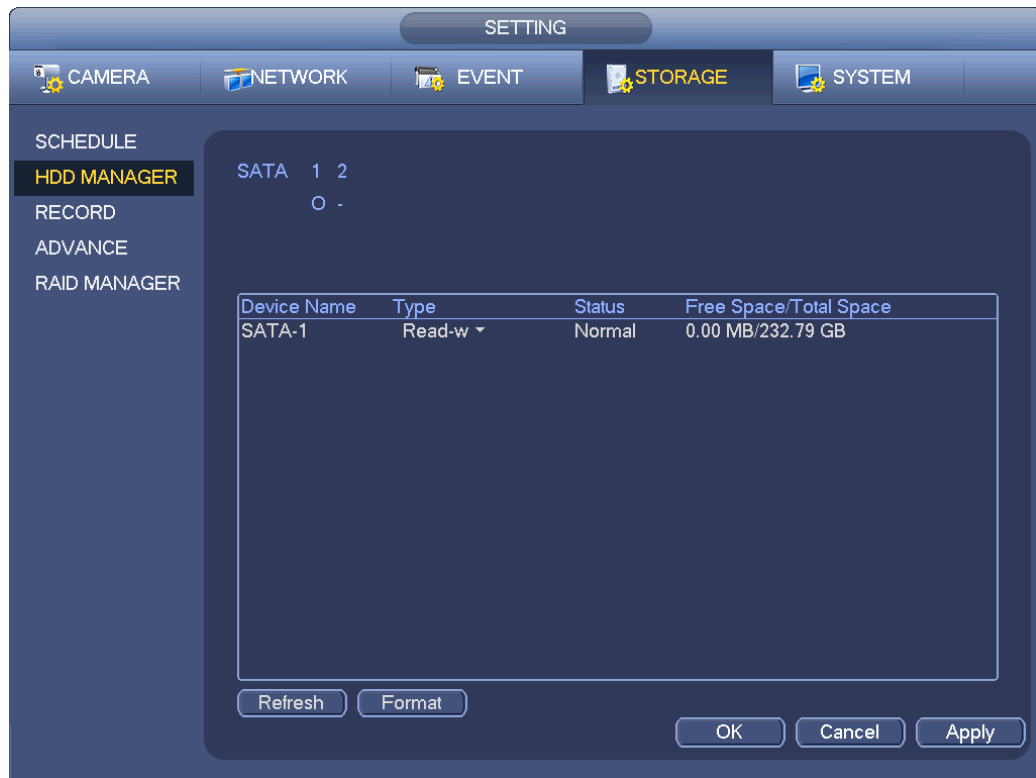 SETTING
CAMERA NETWORK EVENT STORAGE SYSTEM
SCHEDULE
HDD MANAGER
RECORD
ADVANCE
RAID MANAGER
SATA 1 2
O -
Device Name Type Status Free Space/Total Space
SATA-1 Read-w Normal 0.00 MB/232.79 GB
Refresh Format
OK Cancel Apply